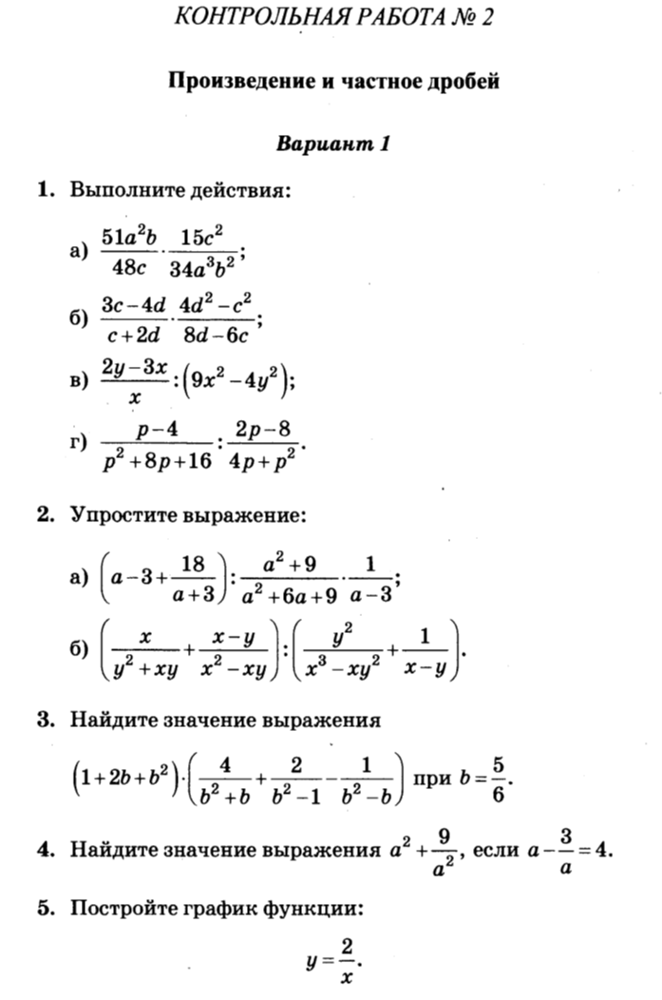 КОНТРОЛЬНАЯ РАБОТА № 2
Произведение и частное дробей
Вариант 1
1. Выполните действия:
а) \frac{51a^2b}{48c} \cdot \frac{15c^2}{34a^3b^2};
б) \frac{3c-4d}{c+2d} \cdot \frac{4d^2-c^2}{8d-6c};
в) \frac{2y-3x}{x} : (9x^2-4y^2);
г) \frac{p-4}{p^2+8p+16} : \frac{2p-8}{4p+p^2}.
2. Упростите выражение:
а) \left(a-3+\frac{18}{a+3}\right) : \frac{a^2+9}{a^2+6a+9} \cdot \frac{1}{a-3};
б) \left(\frac{x}{y^2+xy}+\frac{x-y}{x^2-xy}\right) : \left(\frac{y^2}{x^3-xy^2}+\frac{1}{x-y}\right).
3. Найдите значение выражения
(1+2b+b^2) \cdot \left(\frac{4}{b^2+b}+\frac{2}{b^2-1}-\frac{1}{b^2-b}\right) при b=\frac{5}{6}.
4. Найдите значение выражения a^2+\frac{9}{a^2}, если a-\frac{3}{a}=4.
5. Постройте график функции:
y=\frac{2}{x}.